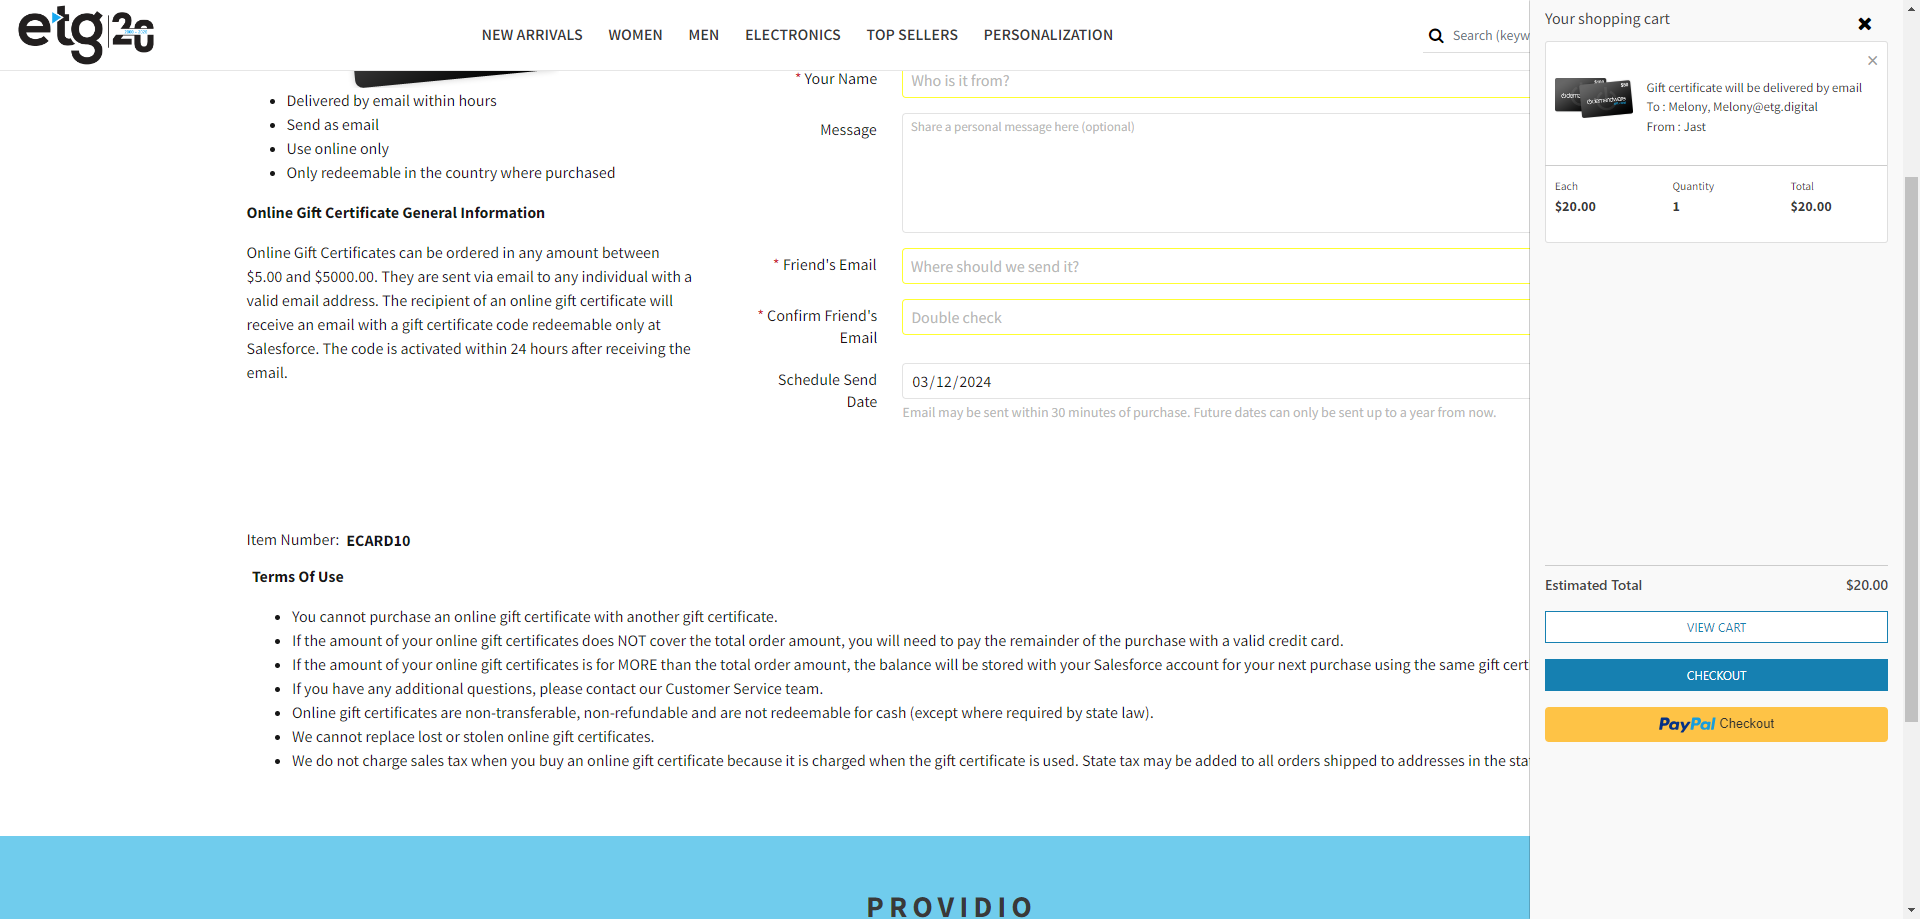 etg 20
NEW ARRIVALS WOMEN MEN ELECTRONICS TOP SELLERS PERSONALIZATION
Search (keyw
Delivered by email within hours
Send as email
Use online only
Only redeemable in the country where purchased
Online Gift Certificate General Information
Online Gift Certificates can be ordered in any amount between
$5.00 and $5000.00. They are sent via email to any individual with a
valid email address. The recipient of an online gift certificate will
receive an email with a gift certificate code redeemable only at
Salesforce. The code is activated within 24 hours after receiving the
email.
* Your Name
Who is it from?
Message
Share a personal message here (optional)
* Friend's Email
Where should we send it?
* Confirm Friend's
Email
Double check
Schedule Send
Date
03/12/2024
Email may be sent within 30 minutes of purchase. Future dates can only be sent up to a year from now.
Item Number: ECARD10
Terms Of Use
You cannot purchase an online gift certificate with another gift certificate.
If the amount of your online gift certificates does NOT cover the total order amount, you will need to pay the remainder of the purchase with a valid credit card.
If the amount of your online gift certificates is for MORE than the total order amount, the balance will be stored with your Salesforce account for your next purchase using the same gift cert
If you have any additional questions, please contact our Customer Service team.
Online gift certificates are non-transferable, non-refundable and are not redeemable for cash (except where required by state law).
We cannot replace lost or stolen online gift certificates.
We do not charge sales tax when you buy an online gift certificate because it is charged when the gift certificate is used. State tax may be added to all orders shipped to addresses in the sta
PROVIDIO
Your shopping cart
Gift certificate will be delivered by email
To : Melony, Melony@etg.digital
From : Jast
Each Quantity Total
$20.00 1 $20.00
Estimated Total $20.00
VIEW CART
CHECKOUT
PayPal Checkout